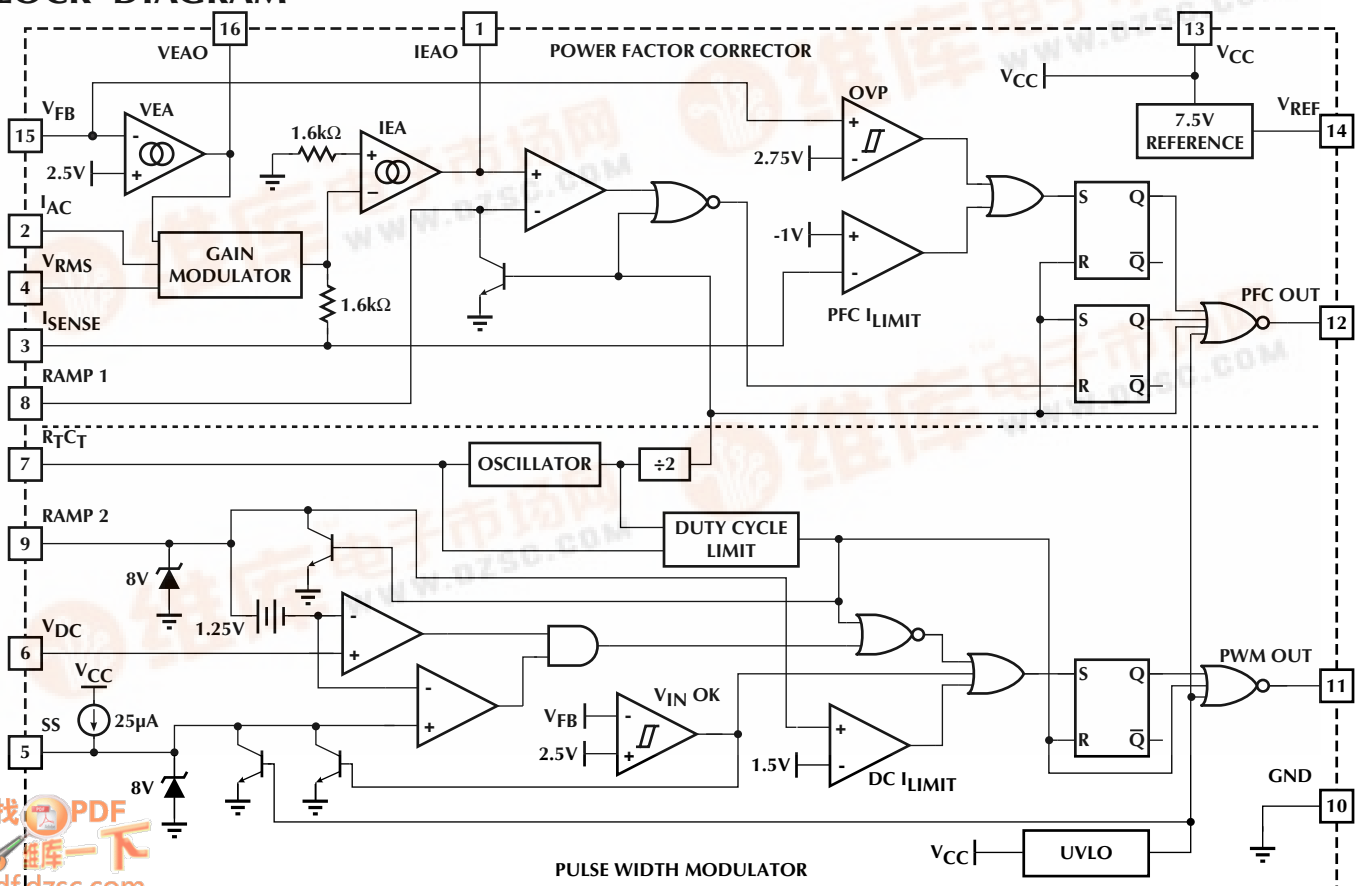 LOCK DIAGRAM
16
1
13
VEAO
IEAO
POWER FACTOR CORRECTOR
VCC
VCC
VFB
VEA
OVP
15
-
+
2.5V
1.6kΩ
IEA
+
−
+
-
2.75V
7.5V
REFERENCE
VREF
14
+
-
IAC
2
VRMS
4
GAIN
MODULATOR
1.6kΩ
-1V
+
-
PFC ILIMIT
S
Q
R
Q
S
Q
R
Q
PFC OUT
12
ISENSE
3
RAMP 1
8
RTCT
7
OSCILLATOR
÷2
RAMP 2
9
DUTY CYCLE
LIMIT
8V
1.25V
-
+
VDC
6
VCC
25µA
SS
5
8V
-
+
VIN OK
VFB
-
2.5V
+
+
1.5V
-
DC ILIMIT
S
Q
R
Q
PWM OUT
11
GND
10
VCC
UVLO
PULSE WIDTH MODULATOR
找
PDF
维库一下
pdf.dzsc.com
维库电子市场网
WWW.DZSC.COM